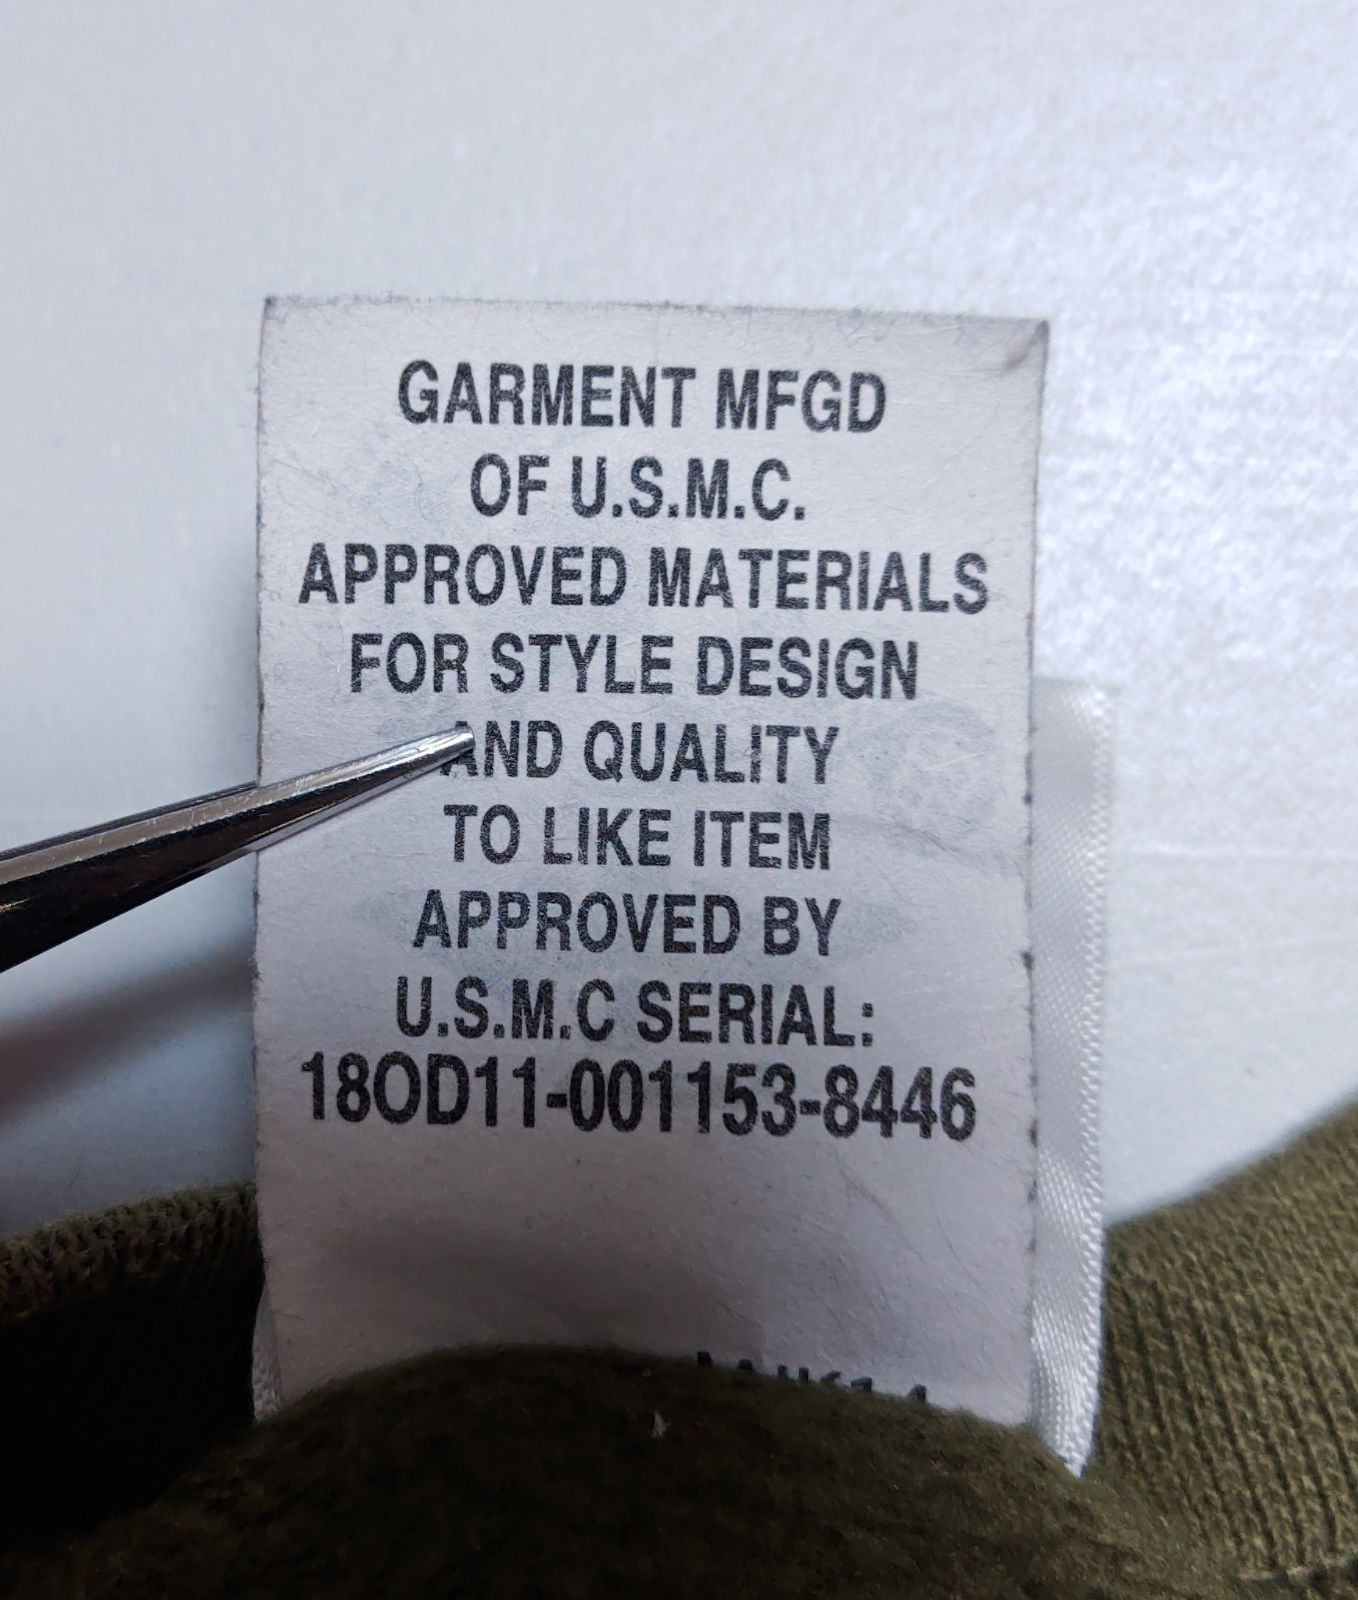 GARMENT MFGD
OF U.S.M.C.
APPROVED MATERIALS
FOR STYLE DESIGN
AND QUALITY
TO LIKE ITEM
APPROVED BY
U.S.M.C SERIAL:
18OD11-001153-8446